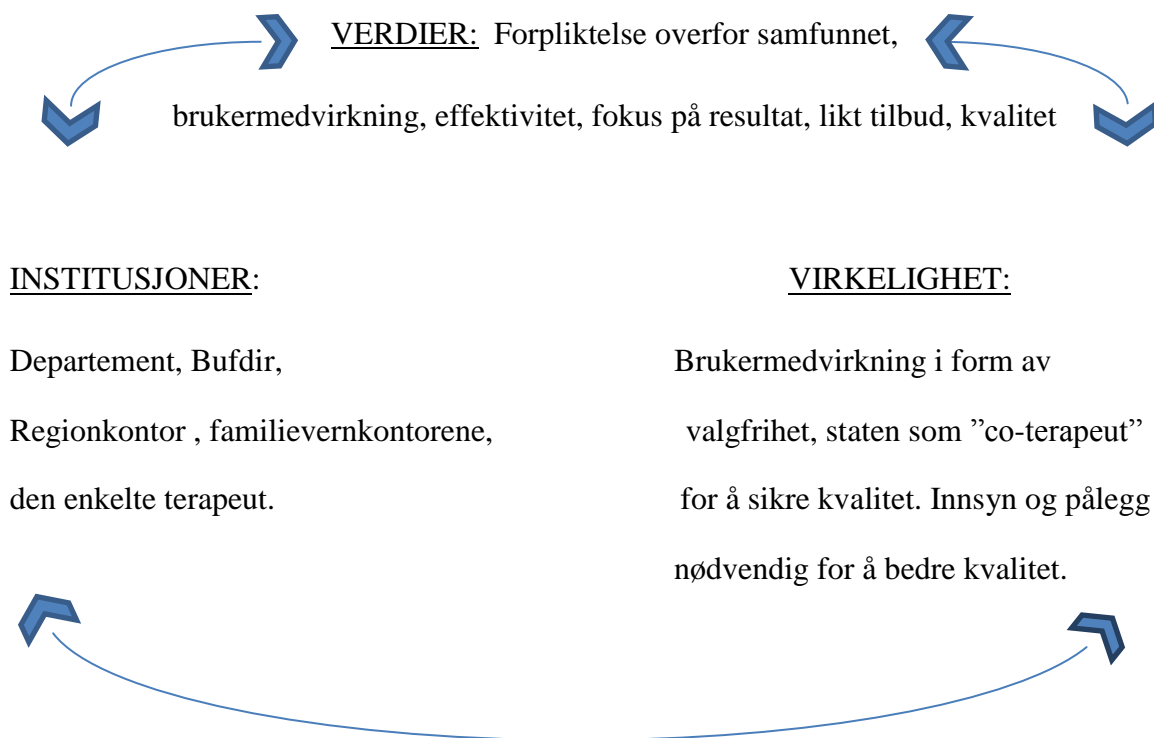 VERDIER: Forpliktelse overfor samfunnet,
brukermedvirkning, effektivitet, fokus på resultat, likt tilbud, kvalitet
INSTITUSJONER:
Departement, Bufdir,
Regionkontor , familievernkontorene,
den enkelte terapeut.
VIRKELIGHET:
Brukermedvirkning i form av
valgfrihet, staten som ”co-terapeut”
for å sikre kvalitet. Innsyn og pålegg
nødvendig for å bedre kvalitet.